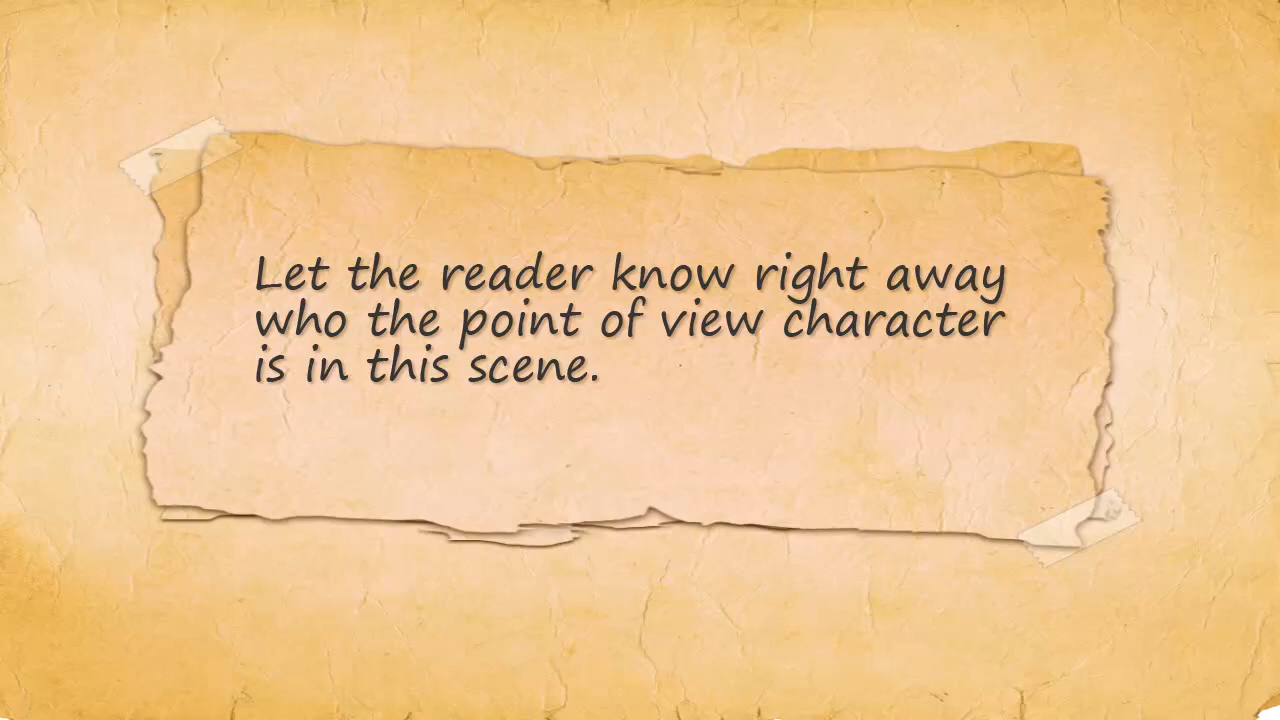 Let the reader know right away
who the point of view character
is in this scene.